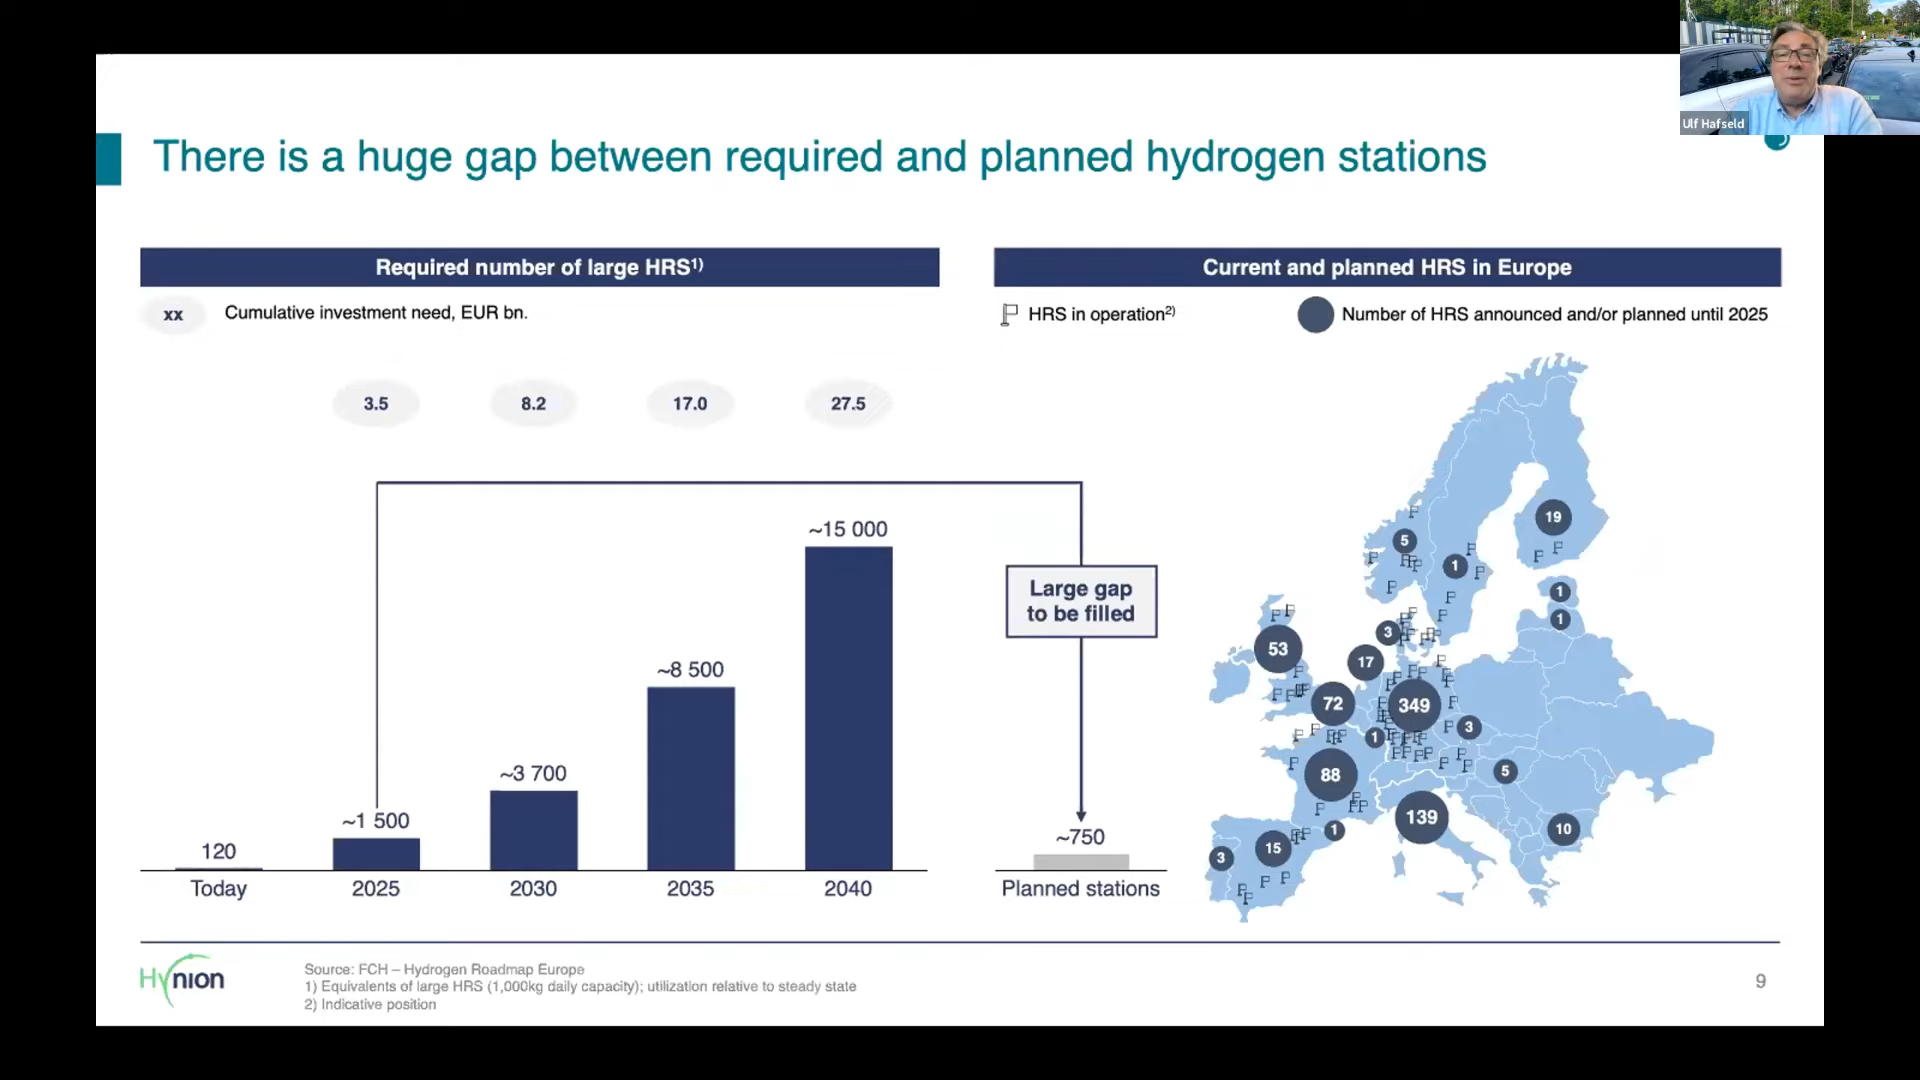 Ulf Hafseld
There is a huge gap between required and planned hydrogen stations
Required number of large HRS1)
xx
Cumulative investment need, EUR bn.
3.5
8.2
17.0
27.5
120
~1 500
~3 700
~8 500
~15 000
Today
2025
2030
2035
2040
Large gap
to be filled
~750
Planned stations
Current and planned HRS in Europe
HRS in operation2)
Number of HRS announced and/or planned until 2025
19
5
1
1
1
3
53
17
72
349
3
1
88
5
139
10
1
15
3
Hynion
Source: FCH – Hydrogen Roadmap Europe
1) Equivalents of large HRS (1,000kg daily capacity); utilization relative to steady state
2) Indicative position
9